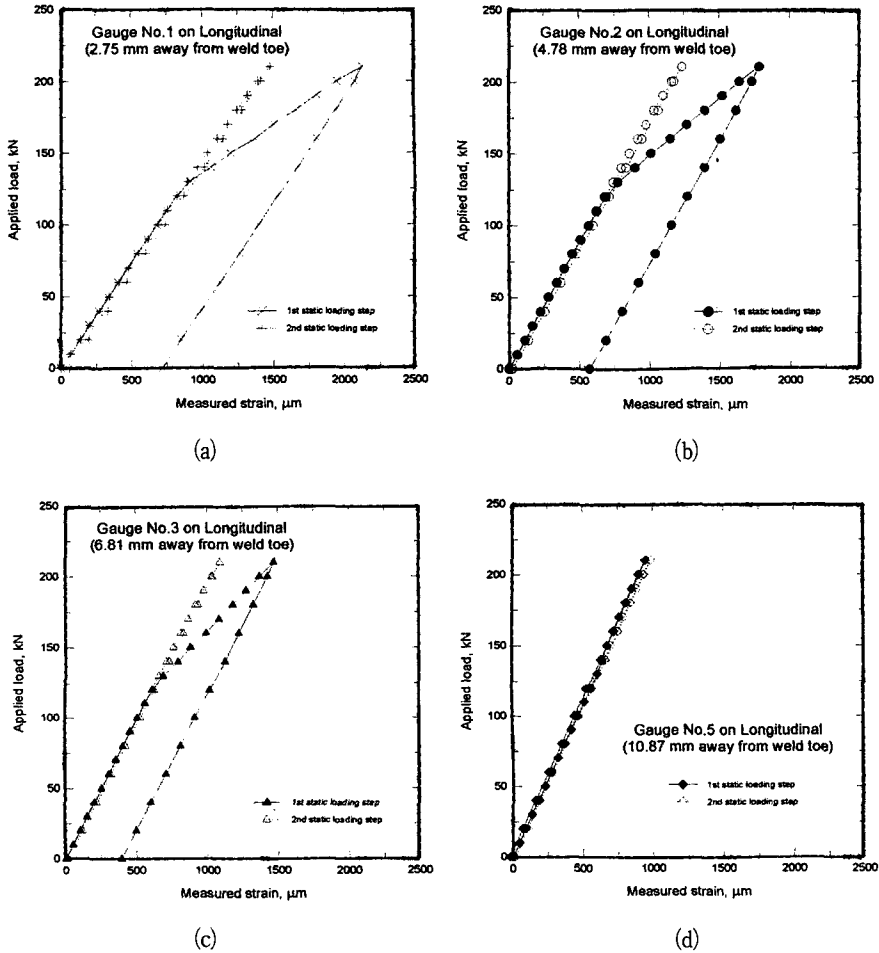 Gauge No.1 on Longitudinal
(2.75 mm away from weld toe)
250
200
150
100
50
0
Applied load, kN
1st static loading step
2nd static loading step
0 500 1000 1500 2000 2500
Measured strain, μm
(a)
Gauge No.2 on Longitudinal
(4.78 mm away from weld toe)
250
200
150
100
50
0
Applied load, kN
1st static loading step
2nd static loading step
0 500 1000 1500 2000 2500
Measured strain, μm
(b)
Gauge No.3 on Longitudinal
(6.81 mm away from weld toe)
250
200
150
100
50
0
Applied load, kN
1st static loading step
2nd static loading step
0 500 1000 1500 2000 2500
Measured strain, μm
(c)
250
200
150
100
50
0
Applied load, kN
Gauge No.5 on Longitudinal
(10.87 mm away from weld toe)
1st static loading step
2nd static loading step
0 500 1000 1500 2000 2500
Measured strain, μm
(d)